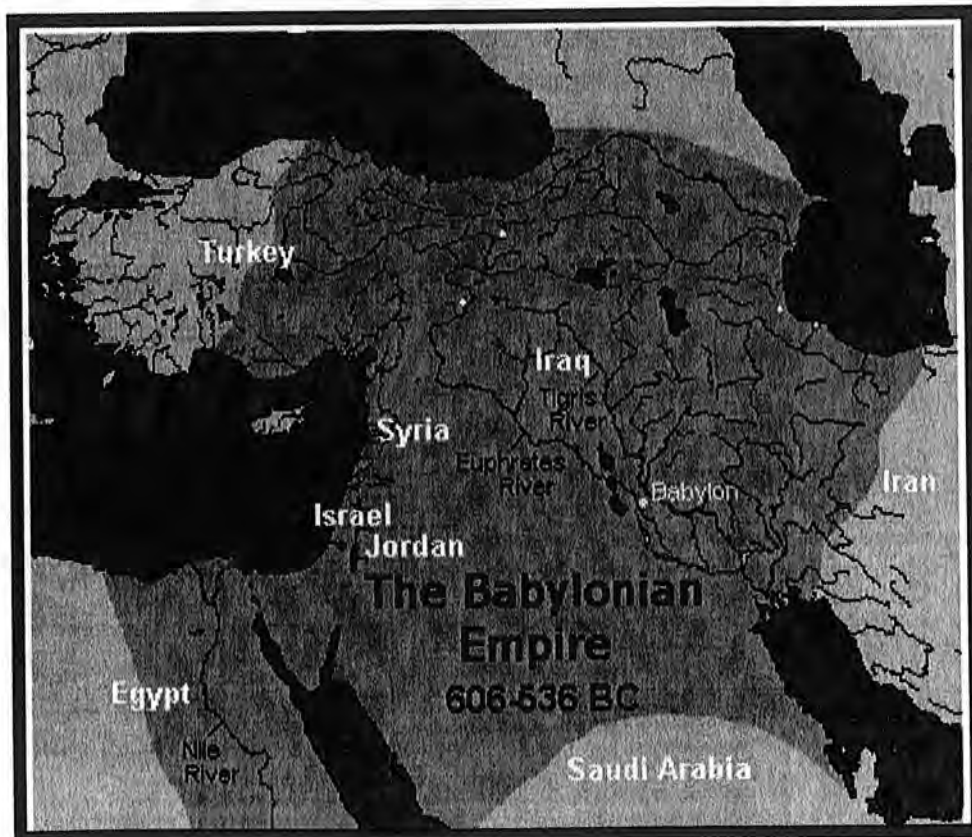 Turkey
Iraq
Tigris
River
Syria
Euphrates
River
Babylon
Iran
Israel
Jordan
The Babylonian
Empire
606-536 BC
Egypt
Nile
River
Saudi Arabia